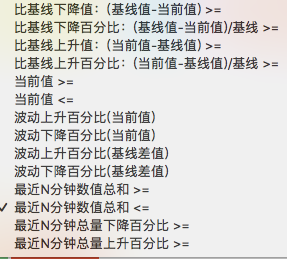 比基线下降值：(基线值-当前值) >=
比基线下降百分比：(基线值-当前值)/基线 >=
比基线上升值：(当前值-基线值) >=
比基线上升百分比：(当前值-基线值)/基线 >=
当前值 >=
当前值 <=
波动上升百分比(当前值)
波动下降百分比(当前值)
波动上升百分比(基线差值)
波动下降百分比(基线差值)
最近N分钟数值总和 >=
最近N分钟数值总和 <=
最近N分钟总量下降百分比 >=
最近N分钟总量上升百分比 >=